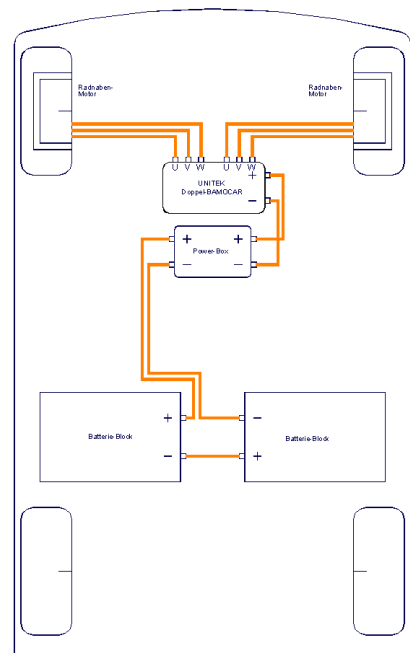 Radnaben-
Motor
Radnaben-
Motor
U V W U V W
UNITEK +
Doppel-BAMOCAR
−
+ +
Power-Box
− −
+ −
Batterie-Block Batterie-Block
− +